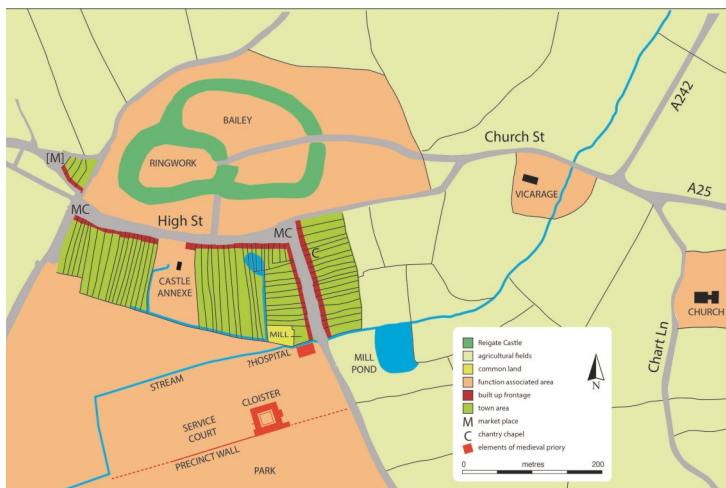 BAILEY
RINGWORK
Church St
A242
A25
[M]
MC
High St
MC
C
VICARAGE
CASTLE
ANNEXE
MILL
?HOSPITAL
MILL
POND
STREAM
CLOISTER
SERVICE
COURT
PRECINCT WALL
PARK
CHURCH
Chart Ln
Reigate Castle
agricultural fields
common land
function associated area
built up frontage
town area
M market place
C chantry chapel
elements of medieval priory
N
0 metres 200